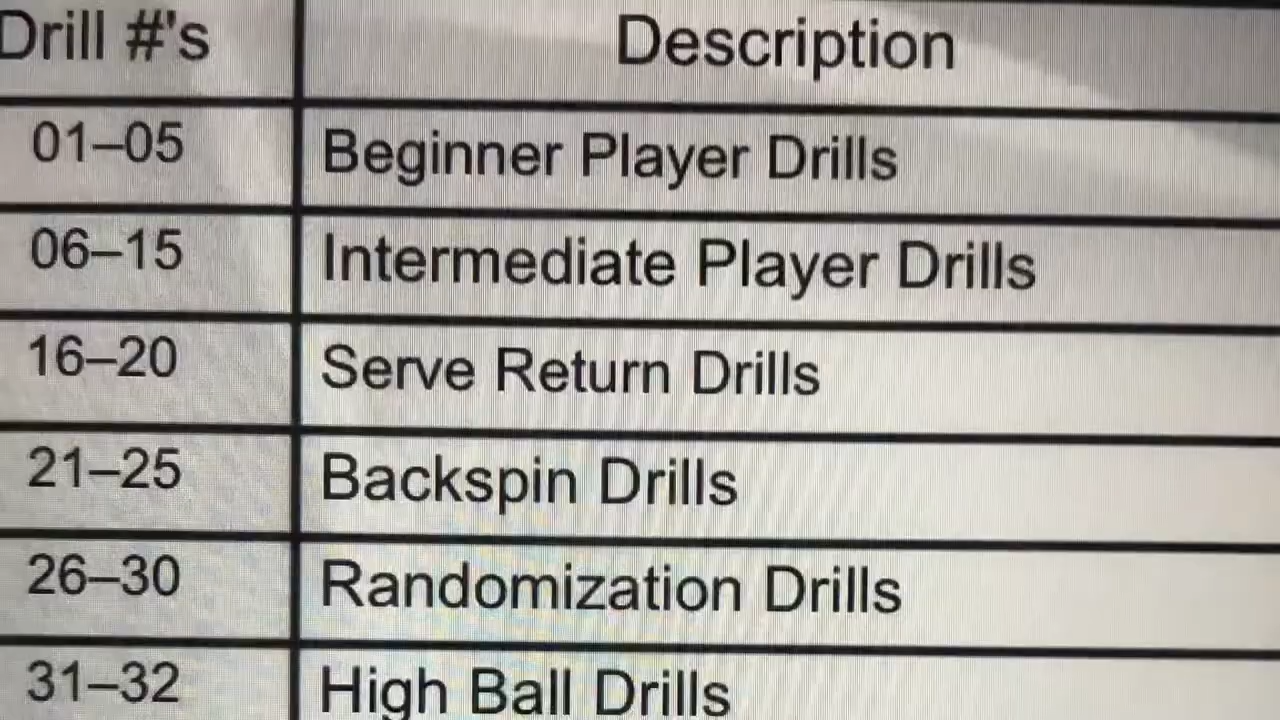 Drill #'s Description
01–05 Beginner Player Drills
06–15 Intermediate Player Drills
16–20 Serve Return Drills
21–25 Backspin Drills
26–30 Randomization Drills
31–32 High Ball Drills